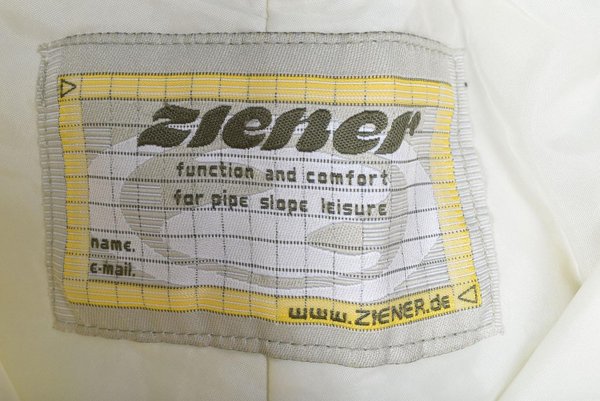 ziener
function and comfort
for pipe slope leisure
name.
e-mail.
www.ZIENER.de